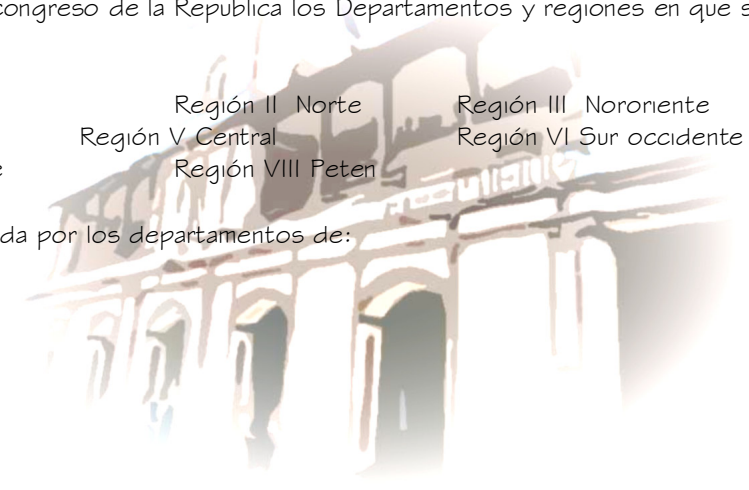 congreso de la Republica los Departamentos y regiones en que s
Región II Norte Región III Nororiente
Región V Central Región VI Sur occidente
e Región VIII Peten
da por los departamentos de: